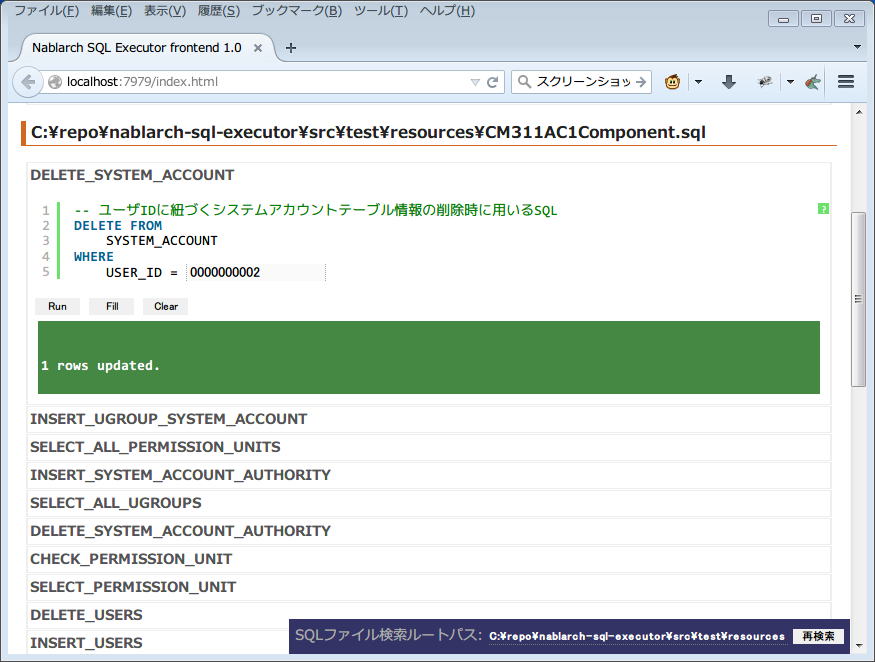 ファイル(F) 編集(E) 表示(V) 履歴(S) ブックマーク(B) ツール(T) ヘルプ(H)
Nablarch SQL Executor frontend 1.0
localhost:7979/index.html
スクリーンショッ
C:¥repo¥nablarch-sql-executor¥src¥test¥resources¥CM311AC1Component.sql
DELETE_SYSTEM_ACCOUNT
1 -- ユーザIDに紐づくシステムアカウントテーブル情報の削除時に用いるSQL
?
2 DELETE FROM
3 SYSTEM_ACCOUNT
4 WHERE
5 USER_ID = 0000000002
Run Fill Clear
1 rows updated.
INSERT_UGROUP_SYSTEM_ACCOUNT
SELECT_ALL_PERMISSION_UNITS
INSERT_SYSTEM_ACCOUNT_AUTHORITY
SELECT_ALL_UGROUPS
DELETE_SYSTEM_ACCOUNT_AUTHORITY
CHECK_PERMISSION_UNIT
SELECT_PERMISSION_UNIT
DELETE_USERS
INSERT_USERS
SQLファイル検索ルートパス: C:¥repo¥nablarch-sql-executor¥src¥test¥resources 再検索